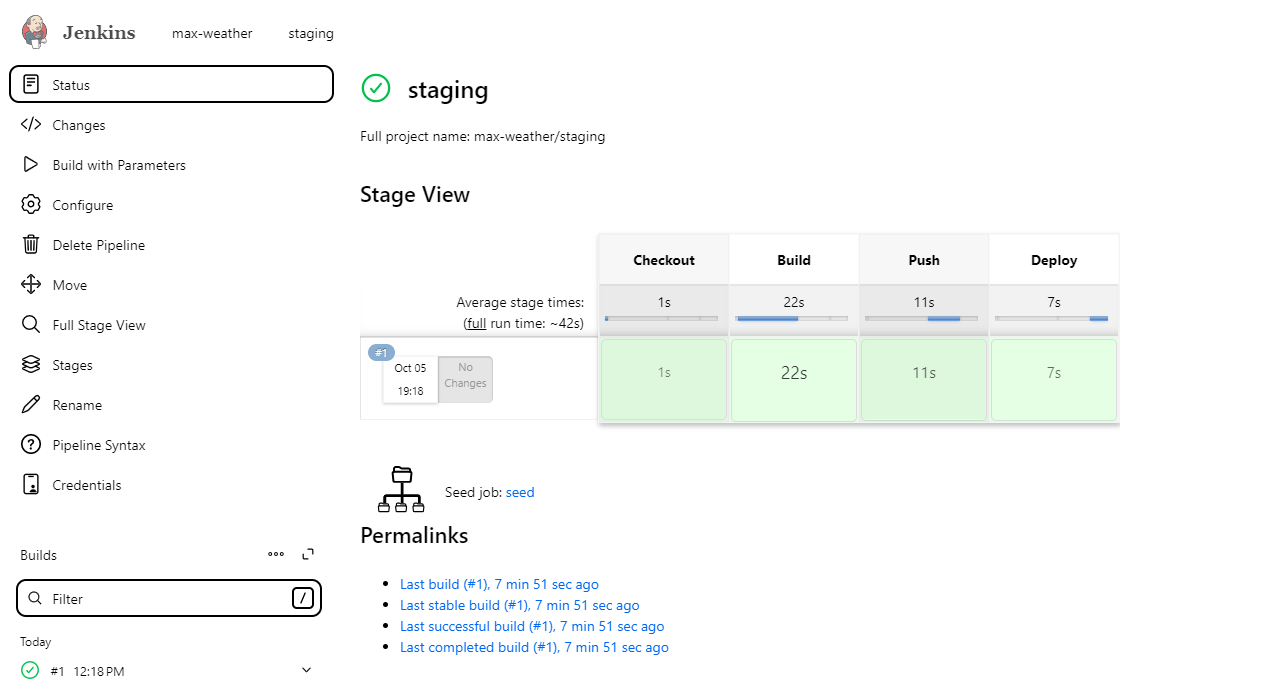 Jenkins max-weather staging
Status
Changes
Build with Parameters
Configure
Delete Pipeline
Move
Full Stage View
Stages
Rename
Pipeline Syntax
Credentials
Builds
Filter /
Today
#1 12:18 PM
staging
Full project name: max-weather/staging
Stage View
Checkout Build Push Deploy
Average stage times: 1s 22s 11s 7s
(full run time: ~42s)
#1
Oct 05
19:18
No
Changes
1s 22s 11s 7s
Seed job: seed
Permalinks
Last build (#1), 7 min 51 sec ago
Last stable build (#1), 7 min 51 sec ago
Last successful build (#1), 7 min 51 sec ago
Last completed build (#1), 7 min 51 sec ago